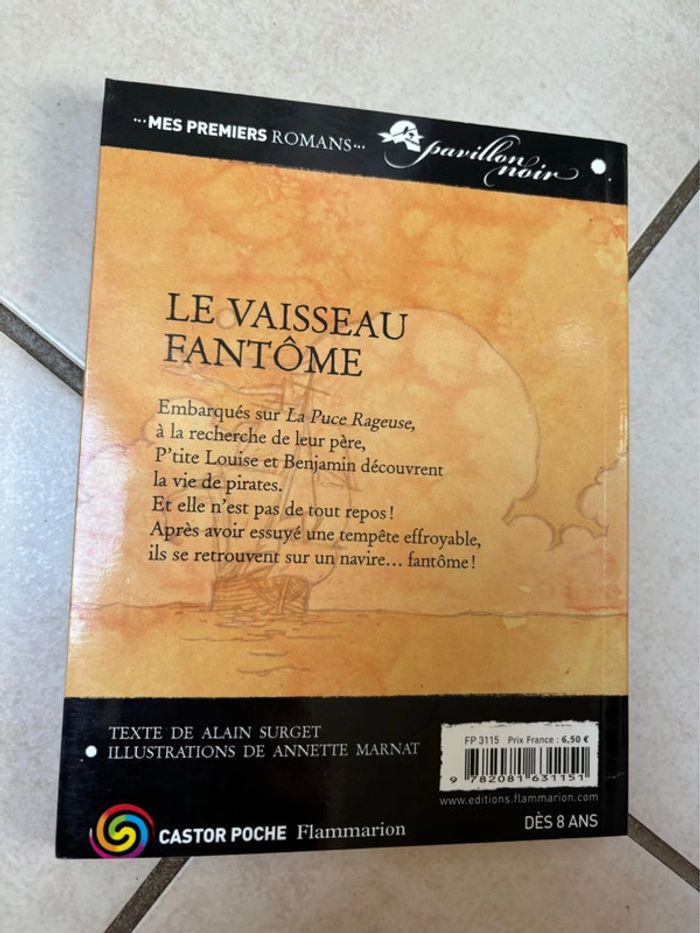 ...MES PREMIERS ROMANS...
pavillon
noir
LE VAISSEAU
FANTÔME
Embarqués sur La Puce Rageuse,
à la recherche de leur père,
P'tite Louise et Benjamin découvrent
la vie de pirates.
Et elle n'est pas de tout repos !
Après avoir essuyé une tempête effroyable,
ils se retrouvent sur un navire... fantôme !
TEXTE DE ALAIN SURGET
ILLUSTRATIONS DE ANNETTE MARNAT
FP 3115 Prix France : 6,50 €
9 782081 631151
www.editions.flammarion.com
CASTOR POCHE Flammarion
DÈS 8 ANS